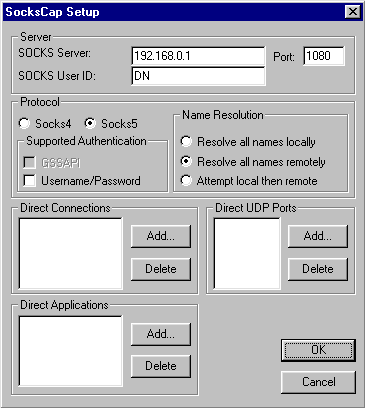 SocksCap Setup
Server
SOCKS Server: 192.168.0.1 Port: 1080
SOCKS User ID: DN
Protocol
Socks4 Socks5
Supported Authentication
GSSAPI
Username/Password
Name Resolution
Resolve all names locally
Resolve all names remotely
Attempt local then remote
Direct Connections
Add...
Delete
Direct UDP Ports
Add...
Delete
Direct Applications
Add...
Delete
OK
Cancel